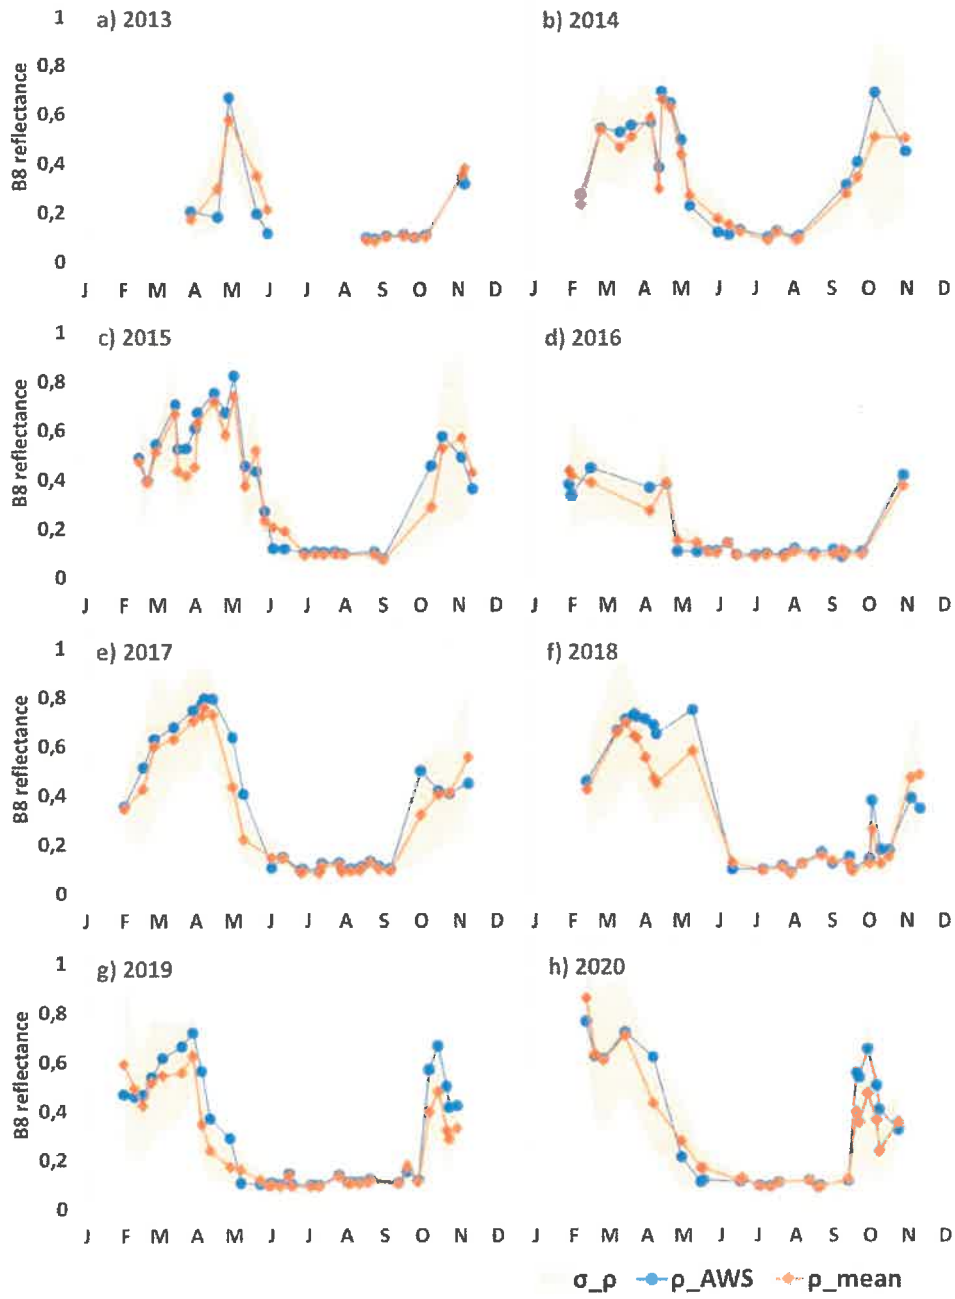 a) 2013
b) 2014
B8 reflectance
1
0,8
0,6
0,4
0,2
0
J F M A M J J A S O N D
J F M A M J J A S O N D
c) 2015
d) 2016
B8 reflectance
1
0,8
0,6
0,4
0,2
0
J F M A M J J A S O N D
J F M A M J J A S O N D
e) 2017
f) 2018
B8 reflectance
1
0,8
0,6
0,4
0,2
0
J F M A M J J A S O N D
J F M A M J J A S O N D
g) 2019
h) 2020
B8 reflectance
1
0,8
0,6
0,4
0,2
0
J F M A M J J A S O N D
J F M A M J J A S O N D
σ_ρ ρ_AWS ρ_mean